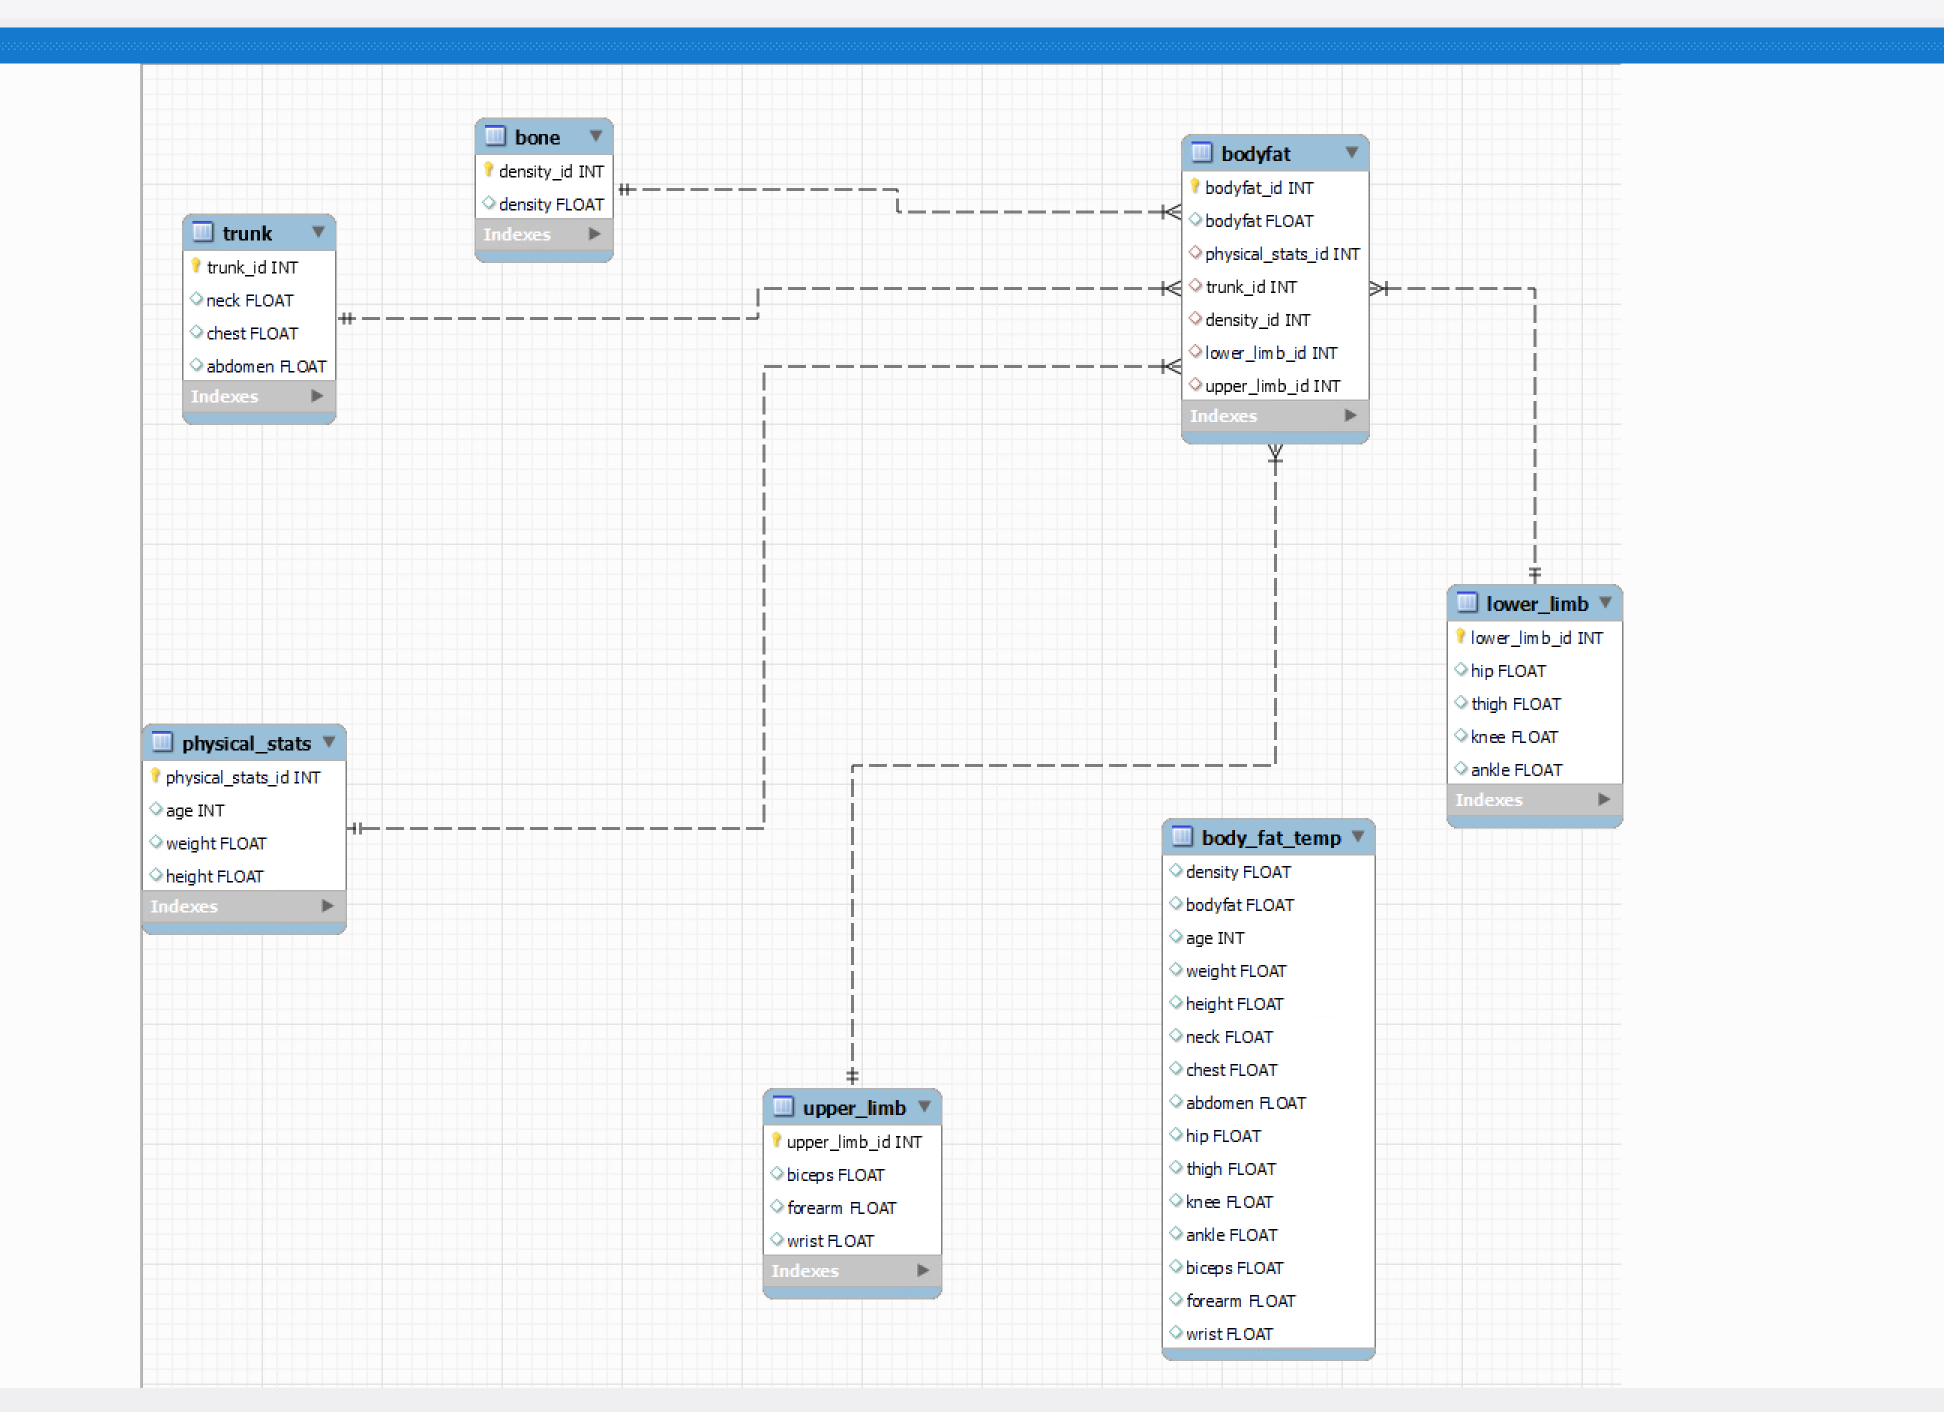 bone
density_id INT
density FLOAT
Indexes
bodyfat
bodyfat_id INT
bodyfat FLOAT
physical_stats_id INT
trunk_id INT
density_id INT
lower_limb_id INT
upper_limb_id INT
Indexes
trunk
trunk_id INT
neck FLOAT
chest FLOAT
abdomen FLOAT
Indexes
lower_limb
lower_limb_id INT
hip FLOAT
thigh FLOAT
knee FLOAT
ankle FLOAT
Indexes
physical_stats
physical_stats_id INT
age INT
weight FLOAT
height FLOAT
Indexes
body_fat_temp
density FLOAT
bodyfat FLOAT
age INT
weight FLOAT
height FLOAT
neck FLOAT
chest FLOAT
abdomen FLOAT
hip FLOAT
thigh FLOAT
knee FLOAT
ankle FLOAT
biceps FLOAT
forearm FLOAT
wrist FLOAT
upper_limb
upper_limb_id INT
biceps FLOAT
forearm FLOAT
wrist FLOAT
Indexes